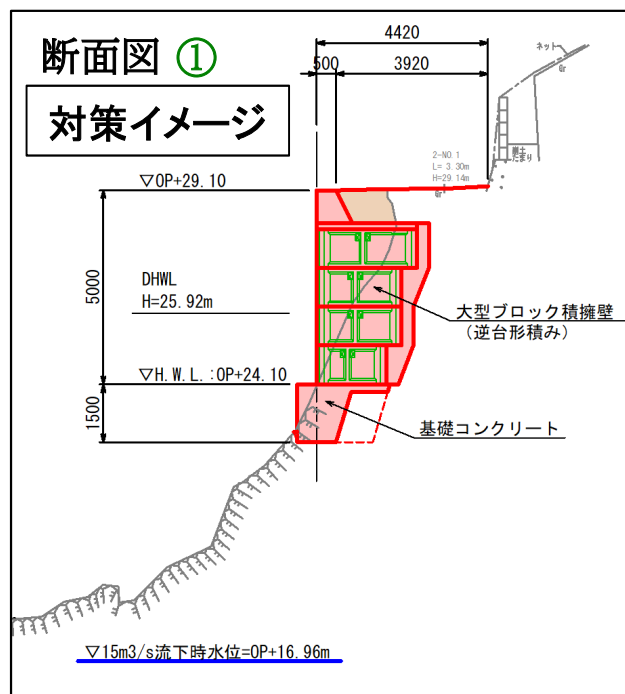 断面図 ①
対策イメージ
4420
500
3920
ネット
Gr
2-NO.1
L= 3.30m
H=29.14m
Gr
▽OP+29.10
5000
DHWL
H=25.92m
大型ブロック積擁壁
（逆台形積み）
▽H.W.L.:OP+24.10
1500
基礎コンクリート
▽15m3/s流下時水位=OP+16.96m